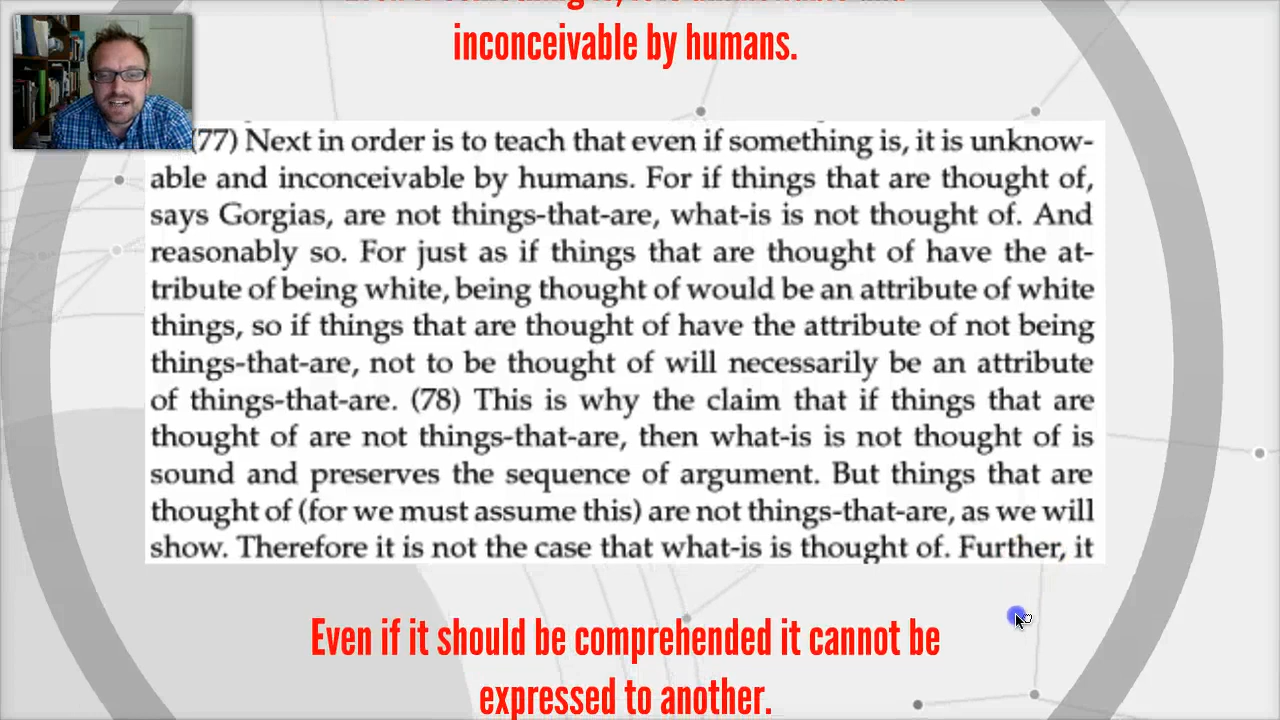 inconceivable by humans.
(77) Next in order is to teach that even if something is, it is unknow-
able and inconceivable by humans. For if things that are thought of,
says Gorgias, are not things-that-are, what-is is not thought of. And
reasonably so. For just as if things that are thought of have the at-
tribute of being white, being thought of would be an attribute of white
things, so if things that are thought of have the attribute of not being
things-that-are, not to be thought of will necessarily be an attribute
of things-that-are. (78) This is why the claim that if things that are
thought of are not things-that-are, then what-is is not thought of is
sound and preserves the sequence of argument. But things that are
thought of (for we must assume this) are not things-that-are, as we will
show. Therefore it is not the case that what-is is thought of. Further, it
Even if it should be comprehended it cannot be
expressed to another.